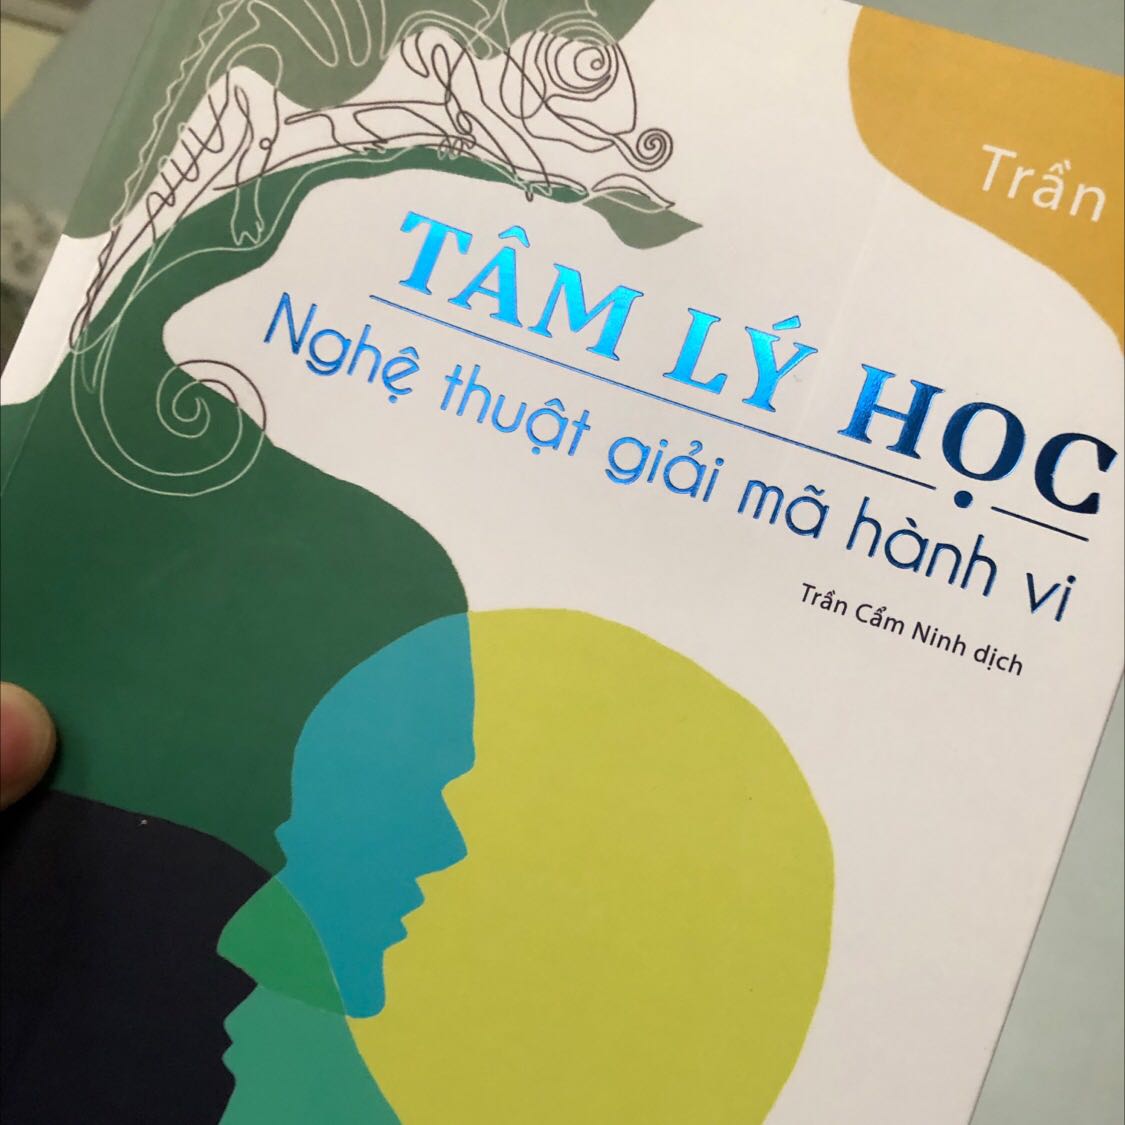 Trần
TÂM LÝ HỌC
Nghệ thuật giải mã hành vi
Trần Cẩm Ninh dịch